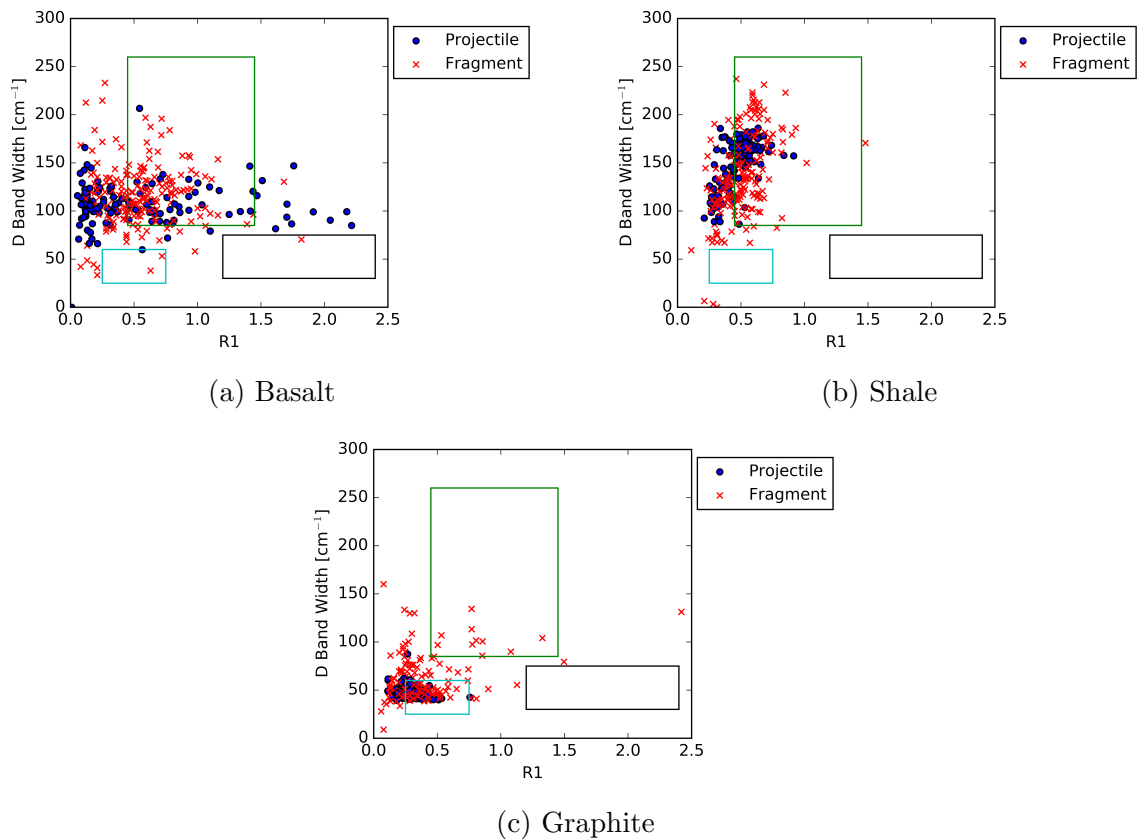 300
250
200
150
100
50
0
D Band Width [cm⁻¹]
0.0 0.5 1.0 1.5 2.0 2.5
R1
Projectile
Fragment
(a) Basalt
300
250
200
150
100
50
0
D Band Width [cm⁻¹]
0.0 0.5 1.0 1.5 2.0 2.5
R1
Projectile
Fragment
(b) Shale
300
250
200
150
100
50
0
D Band Width [cm⁻¹]
0.0 0.5 1.0 1.5 2.0 2.5
R1
Projectile
Fragment
(c) Graphite